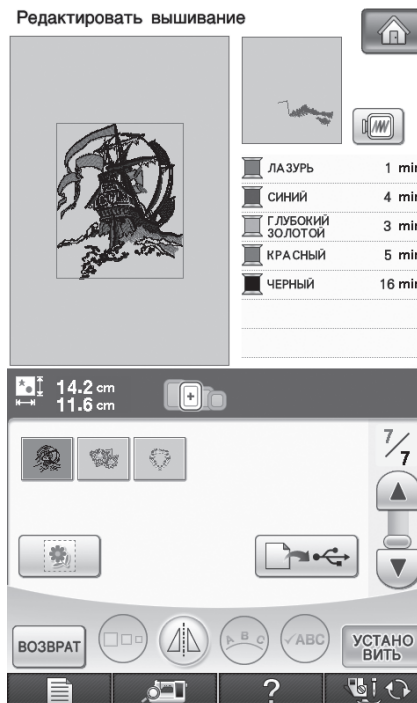 Редактировать вышивание
ЛАЗУРЬ 1 min
СИНИЙ 4 min
ГЛУБОКИЙ
ЗОЛОТОЙ 3 min
КРАСНЫЙ 5 min
ЧЕРНЫЙ 16 min
14.2 cm
11.6 cm
7/7
ВОЗВРАТ
A B C
✓ABC
УСТАНО
ВИТЬ
?